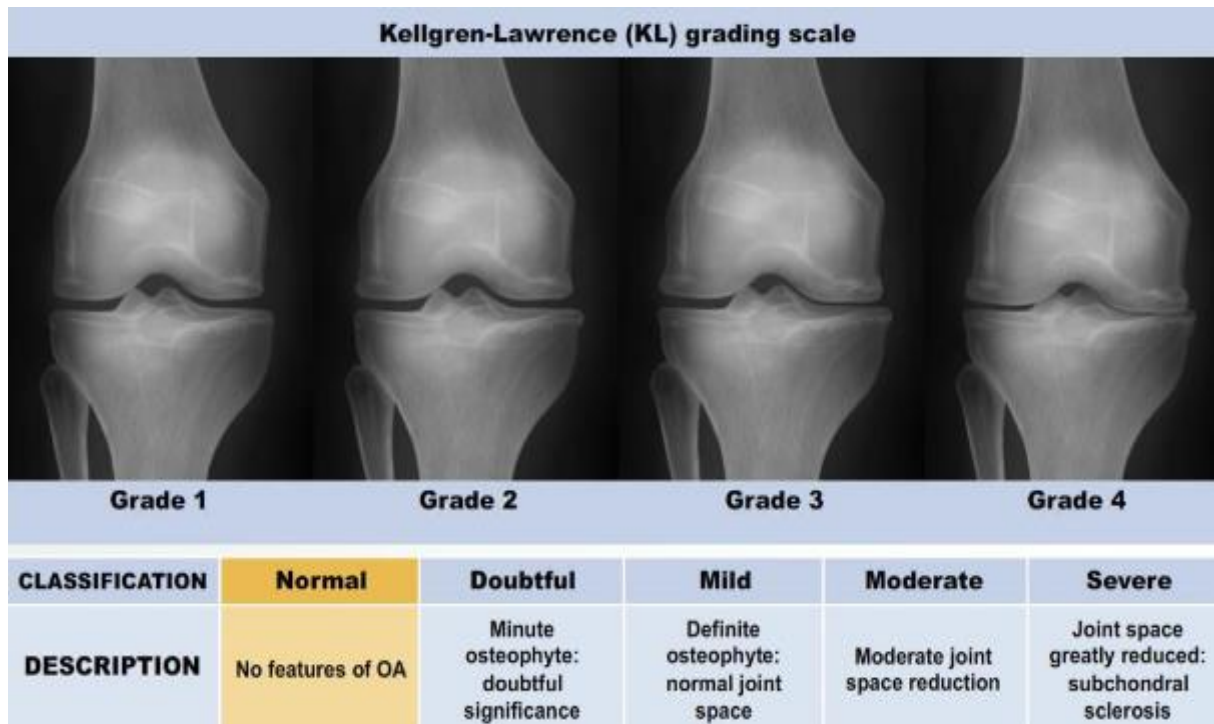 Kellgren-Lawrence (KL) grading scale
Grade 1 Grade 2 Grade 3 Grade 4
CLASSIFICATION Normal Doubtful Mild Moderate Severe
DESCRIPTION
No features of OA
Minute
osteophyte:
doubtful
significance
Definite
osteophyte:
normal joint
space
Moderate joint
space reduction
Joint space
greatly reduced:
subchondral
sclerosis